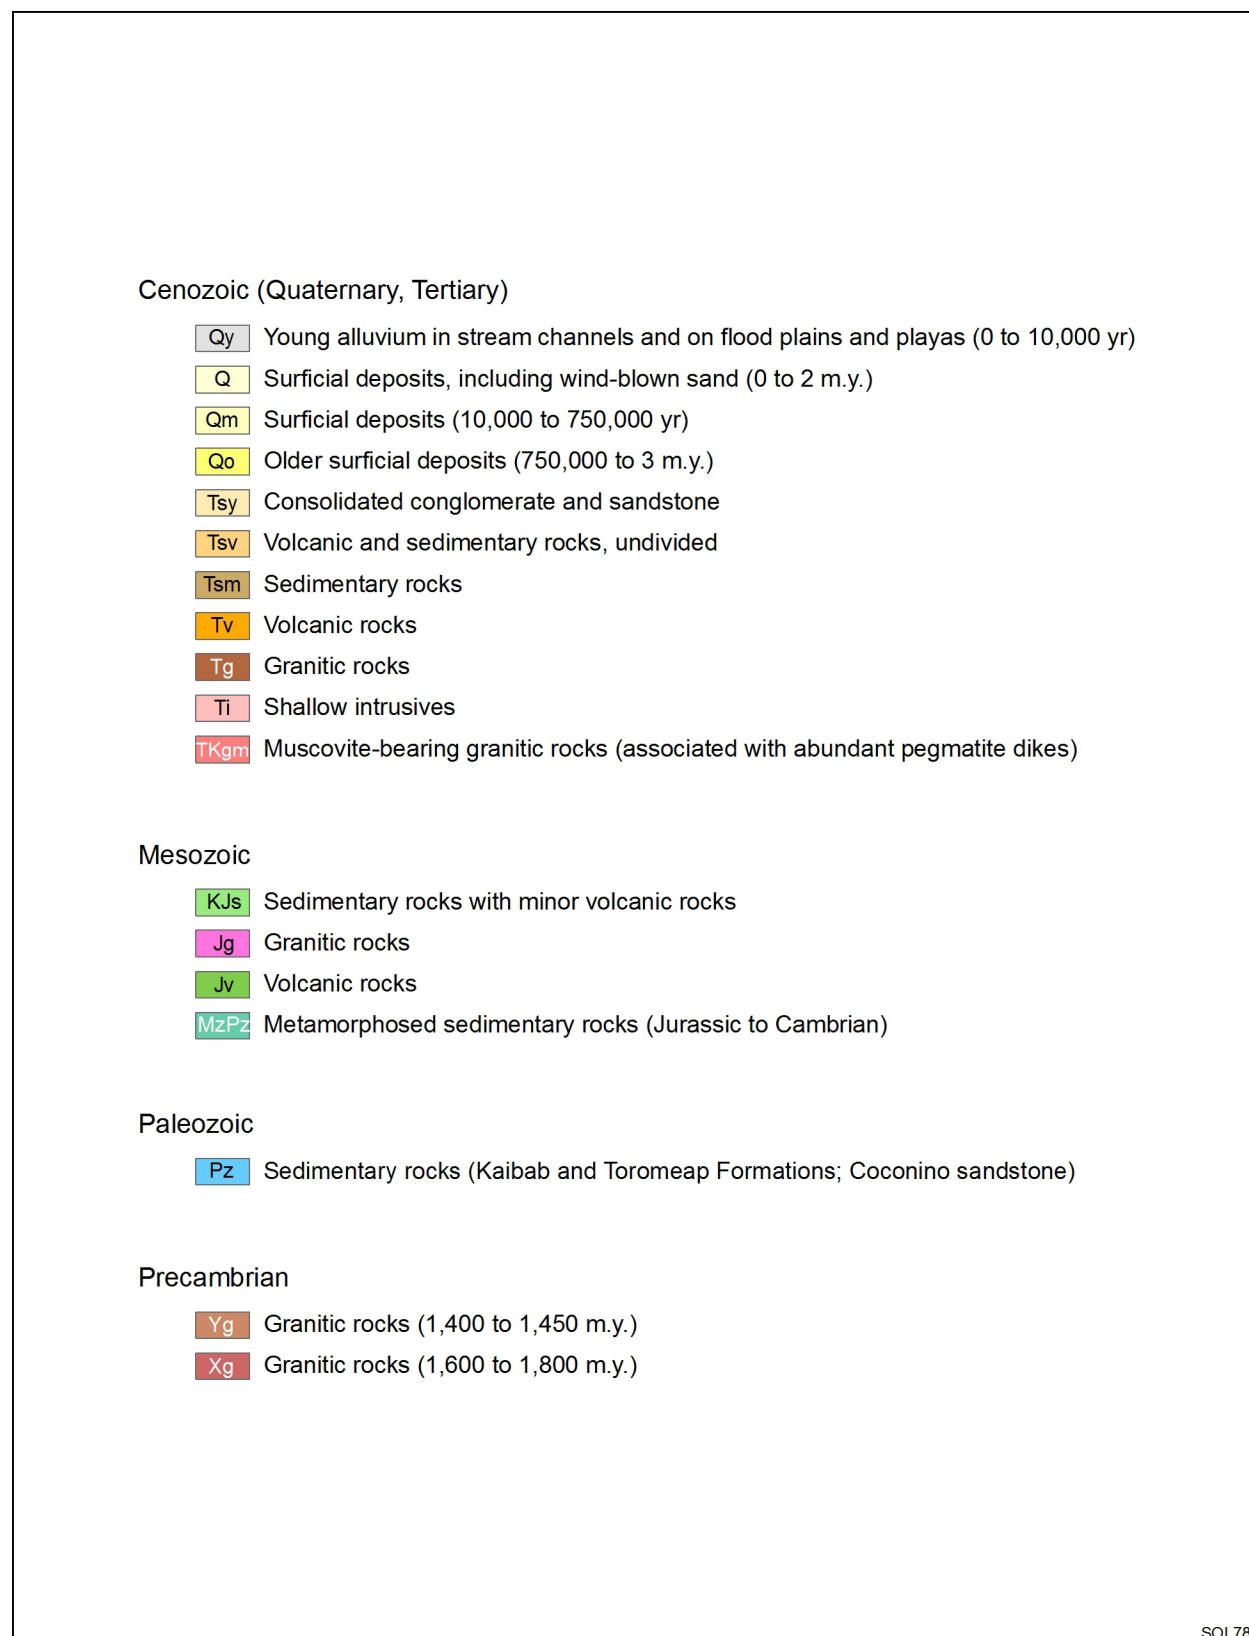 Cenozoic (Quaternary, Tertiary)
Qy Young alluvium in stream channels and on flood plains and playas (0 to 10,000 yr)
Q Surficial deposits, including wind-blown sand (0 to 2 m.y.)
Qm Surficial deposits (10,000 to 750,000 yr)
Qo Older surficial deposits (750,000 to 3 m.y.)
Tsy Consolidated conglomerate and sandstone
Tsv Volcanic and sedimentary rocks, undivided
Tsm Sedimentary rocks
Tv Volcanic rocks
Tg Granitic rocks
Ti Shallow intrusives
TKgm Muscovite-bearing granitic rocks (associated with abundant pegmatite dikes)
Mesozoic
KJs Sedimentary rocks with minor volcanic rocks
Jg Granitic rocks
Jv Volcanic rocks
MzPz Metamorphosed sedimentary rocks (Jurassic to Cambrian)
Paleozoic
Pz Sedimentary rocks (Kaibab and Toromeap Formations; Coconino sandstone)
Precambrian
Yg Granitic rocks (1,400 to 1,450 m.y.)
Xg Granitic rocks (1,600 to 1,800 m.y.)